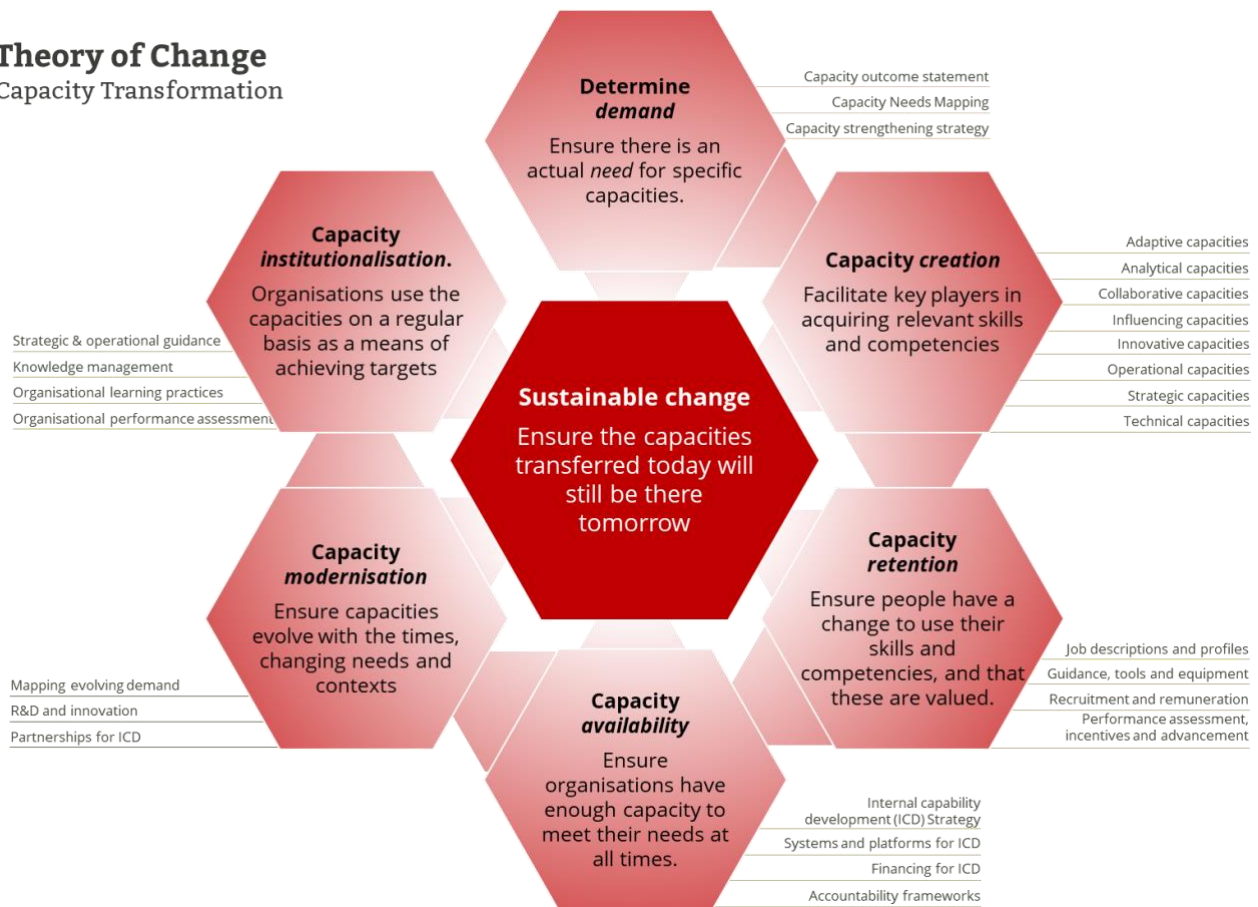 Theory of Change
Capacity Transformation
Determine
demand
Ensure there is an
actual need for specific
capacities.
Capacity outcome statement
Capacity Needs Mapping
Capacity strengthening strategy
Capacity creation
Facilitate key players in
acquiring relevant skills
and competencies
Adaptive capacities
Analytical capacities
Collaborative capacities
Influencing capacities
Innovative capacities
Operational capacities
Strategic capacities
Technical capacities
Capacity
retention
Ensure people have a
change to use their
skills and
competencies, and that
these are valued.
Job descriptions and profiles
Guidance, tools and equipment
Recruitment and remuneration
Performance assessment,
incentives and advancement
Capacity
availability
Ensure
organisations have
enough capacity to
meet their needs at
all times.
Internal capability
development (ICD) Strategy
Systems and platforms for ICD
Financing for ICD
Accountability frameworks
Capacity
modernisation
Ensure capacities
evolve with the times,
changing needs and
contexts
Mapping evolving demand
R&D and innovation
Partnerships for ICD
Capacity
institutionalisation.
Organisations use the
capacities on a regular
basis as a means of
achieving targets
Strategic & operational guidance
Knowledge management
Organisational learning practices
Organisational performance assessment
Sustainable change
Ensure the capacities
transferred today will
still be there
tomorrow